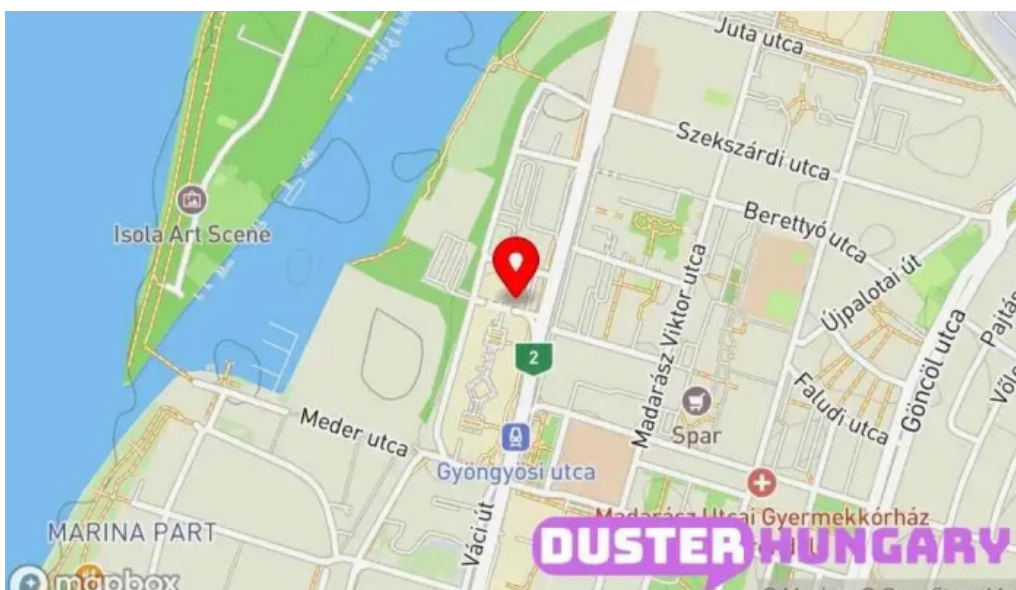 Juta utca
Szekszárdi utca
Berettyó utca
Isola Art Scene
Madarász Viktor utca
Újpalotai út
Göncöl utca
Pajtás
2
Faludi utca
Spar
Meder utca
Gyöngyösi utca
Váci út
Madarász Utcai Gyermekkórház
MARINA PART
DUSTER HUNGARY
mapbox